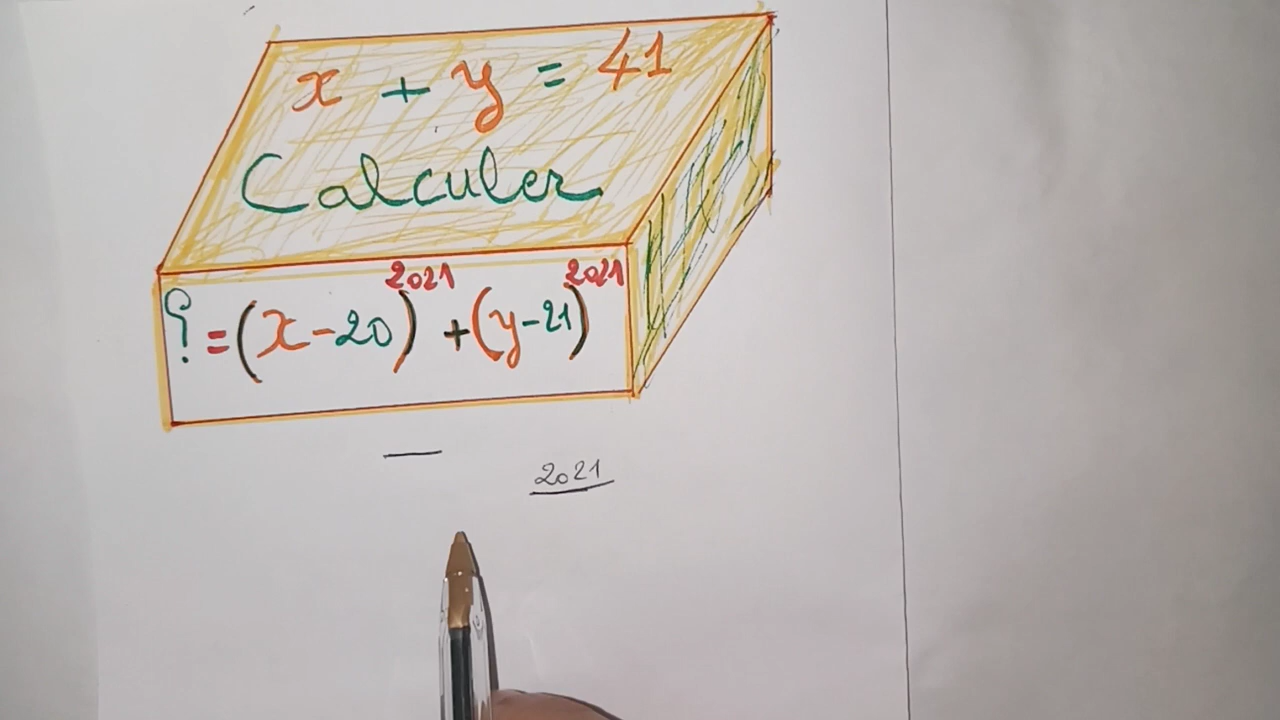 x + y = 41
Calculer
? = (x-20)²⁰²¹ + (y-21)²⁰²¹
2021